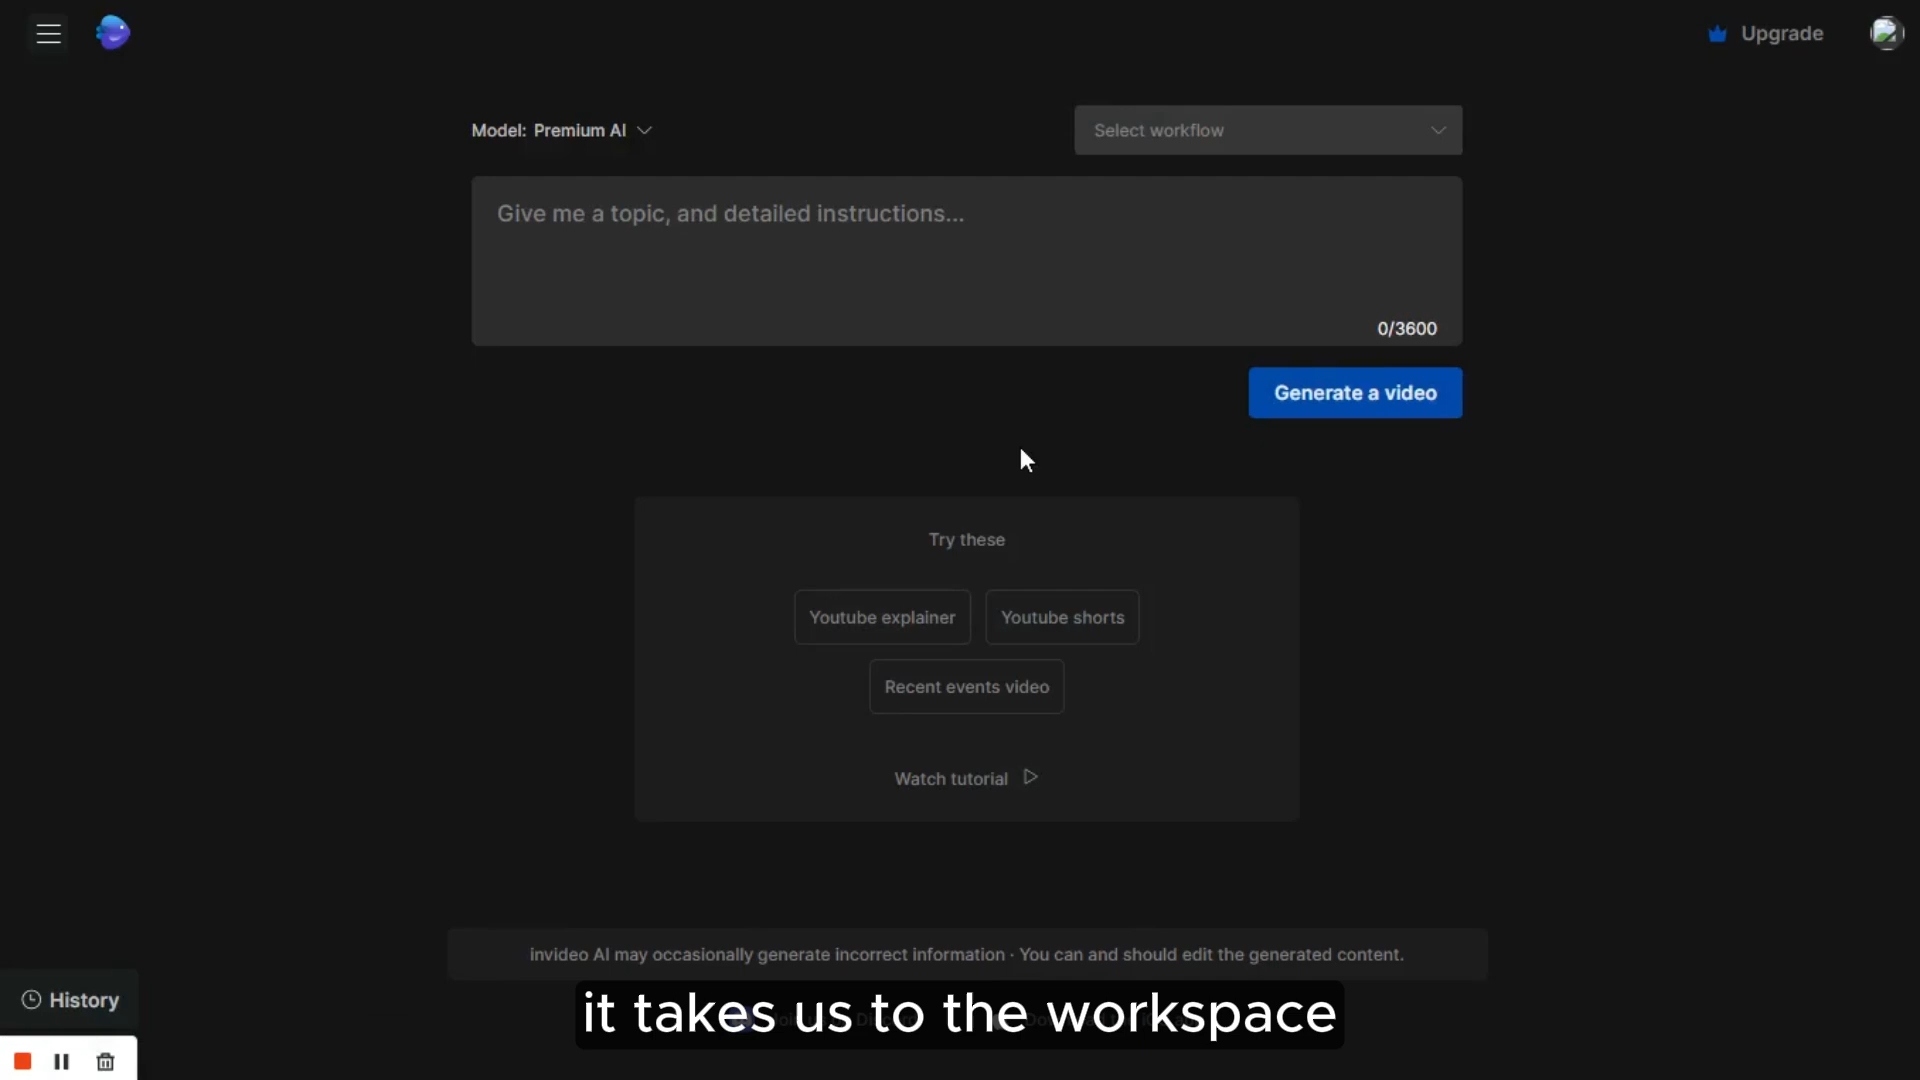 Upgrade
Model: Premium AI
Select workflow
Give me a topic, and detailed instructions...
0/3600
Generate a video
Try these
Youtube explainer
Youtube shorts
Recent events video
Watch tutorial
invideo AI may occasionally generate incorrect information · You can and should edit the generated content.
History
it takes us to the workspace